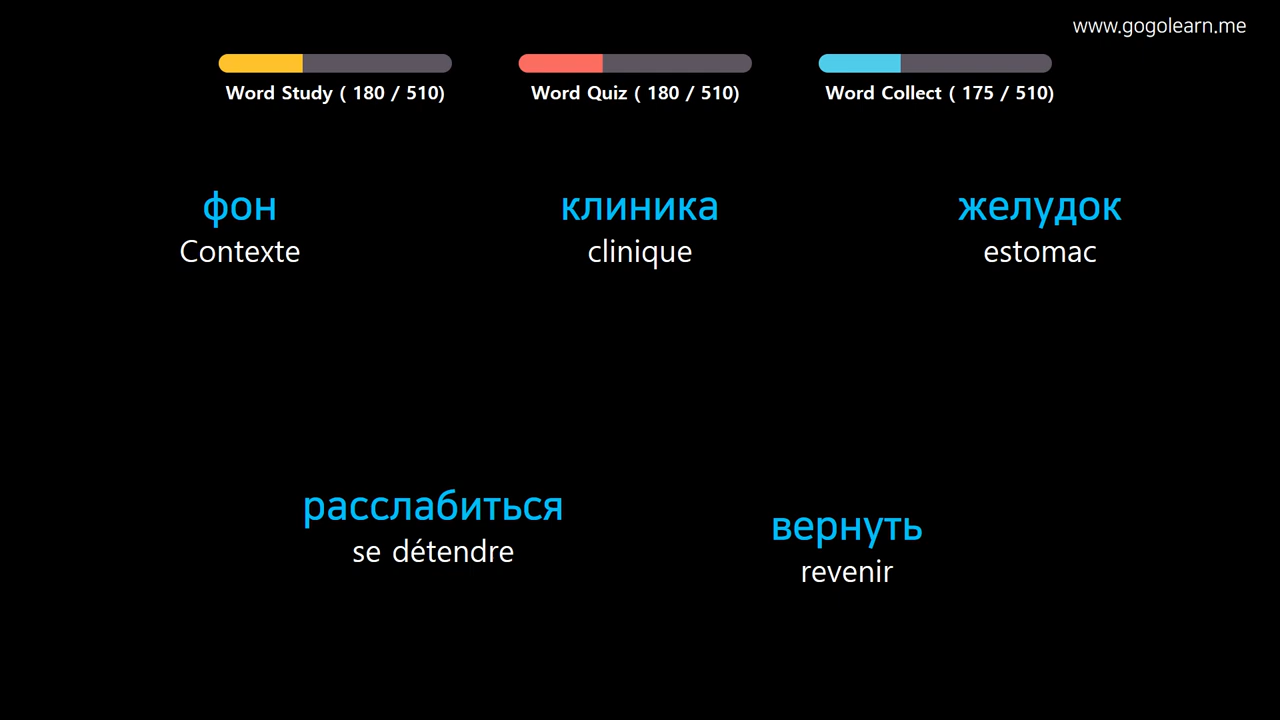 www.gogolearn.me
Word Study ( 180 / 510)
Word Quiz ( 180 / 510)
Word Collect ( 175 / 510)
фон
Contexte
клиника
clinique
желудок
estomac
расслабиться
se détendre
вернуть
revenir